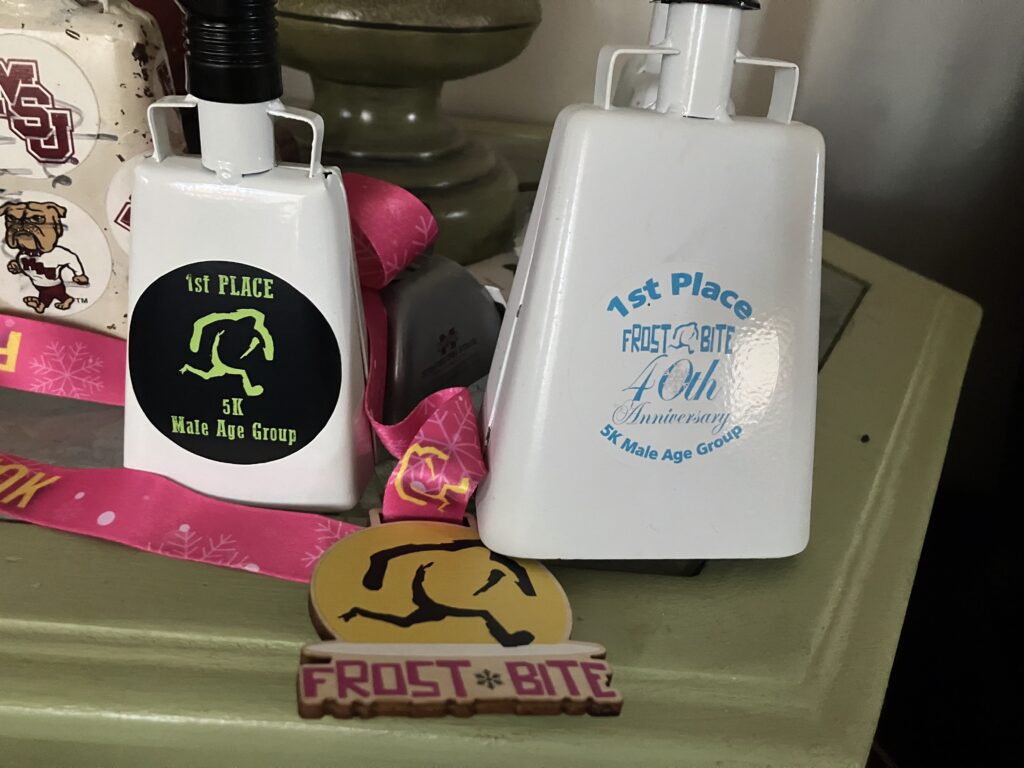 MSU
1st PLACE
5K
Male Age Group
1st Place
FROST BITE
40th
Anniversary
5K Male Age Group
FROST BITE